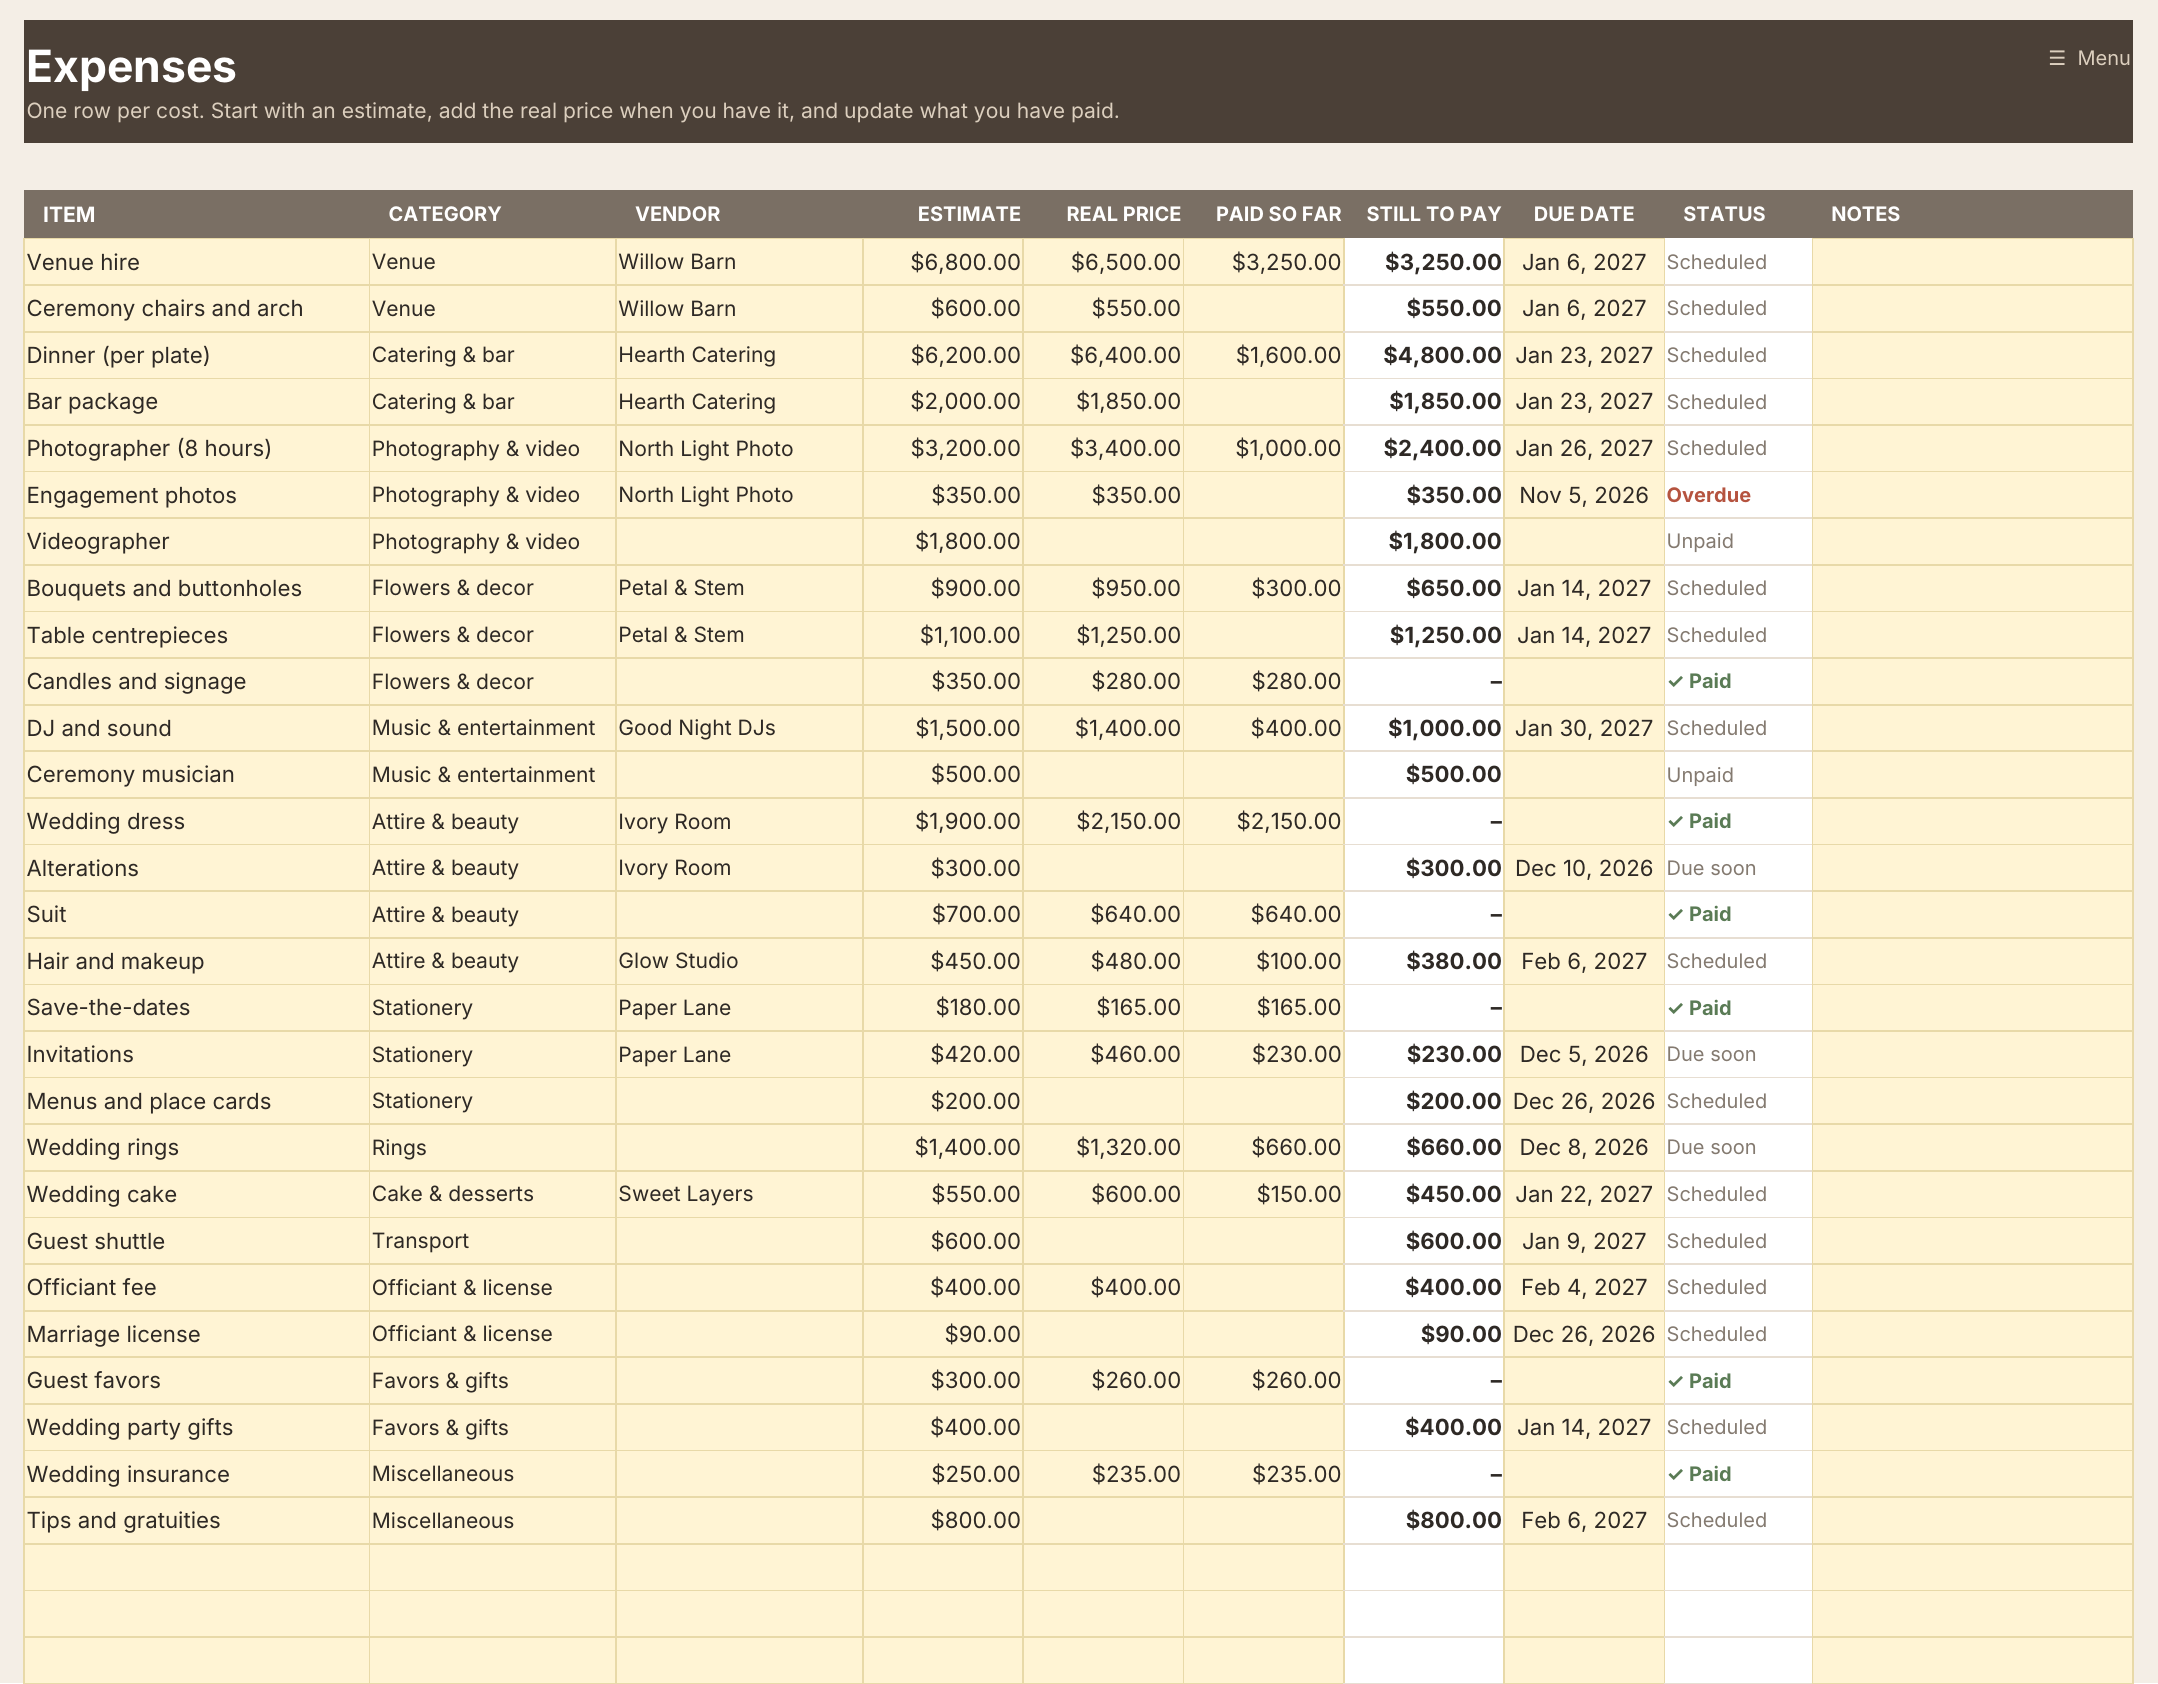 Expenses
☰ Menu
One row per cost. Start with an estimate, add the real price when you have it, and update what you have paid.
ITEM CATEGORY VENDOR ESTIMATE REAL PRICE PAID SO FAR STILL TO PAY DUE DATE STATUS NOTES
Venue hire Venue Willow Barn $6,800.00 $6,500.00 $3,250.00 $3,250.00 Jan 6, 2027 Scheduled
Ceremony chairs and arch Venue Willow Barn $600.00 $550.00 $550.00 Jan 6, 2027 Scheduled
Dinner (per plate) Catering & bar Hearth Catering $6,200.00 $6,400.00 $1,600.00 $4,800.00 Jan 23, 2027 Scheduled
Bar package Catering & bar Hearth Catering $2,000.00 $1,850.00 $1,850.00 Jan 23, 2027 Scheduled
Photographer (8 hours) Photography & video North Light Photo $3,200.00 $3,400.00 $1,000.00 $2,400.00 Jan 26, 2027 Scheduled
Engagement photos Photography & video North Light Photo $350.00 $350.00 $350.00 Nov 5, 2026 Overdue
Videographer Photography & video $1,800.00 $1,800.00 Unpaid
Bouquets and buttonholes Flowers & decor Petal & Stem $900.00 $950.00 $300.00 $650.00 Jan 14, 2027 Scheduled
Table centrepieces Flowers & decor Petal & Stem $1,100.00 $1,250.00 $1,250.00 Jan 14, 2027 Scheduled
Candles and signage Flowers & decor $350.00 $280.00 $280.00 – ✓ Paid
DJ and sound Music & entertainment Good Night DJs $1,500.00 $1,400.00 $400.00 $1,000.00 Jan 30, 2027 Scheduled
Ceremony musician Music & entertainment $500.00 $500.00 Unpaid
Wedding dress Attire & beauty Ivory Room $1,900.00 $2,150.00 $2,150.00 – ✓ Paid
Alterations Attire & beauty Ivory Room $300.00 $300.00 Dec 10, 2026 Due soon
Suit Attire & beauty $700.00 $640.00 $640.00 – ✓ Paid
Hair and makeup Attire & beauty Glow Studio $450.00 $480.00 $100.00 $380.00 Feb 6, 2027 Scheduled
Save-the-dates Stationery Paper Lane $180.00 $165.00 $165.00 – ✓ Paid
Invitations Stationery Paper Lane $420.00 $460.00 $230.00 $230.00 Dec 5, 2026 Due soon
Menus and place cards Stationery $200.00 $200.00 Dec 26, 2026 Scheduled
Wedding rings Rings $1,400.00 $1,320.00 $660.00 $660.00 Dec 8, 2026 Due soon
Wedding cake Cake & desserts Sweet Layers $550.00 $600.00 $150.00 $450.00 Jan 22, 2027 Scheduled
Guest shuttle Transport $600.00 $600.00 Jan 9, 2027 Scheduled
Officiant fee Officiant & license $400.00 $400.00 $400.00 Feb 4, 2027 Scheduled
Marriage license Officiant & license $90.00 $90.00 Dec 26, 2026 Scheduled
Guest favors Favors & gifts $300.00 $260.00 $260.00 – ✓ Paid
Wedding party gifts Favors & gifts $400.00 $400.00 Jan 14, 2027 Scheduled
Wedding insurance Miscellaneous $250.00 $235.00 $235.00 – ✓ Paid
Tips and gratuities Miscellaneous $800.00 $800.00 Feb 6, 2027 Scheduled